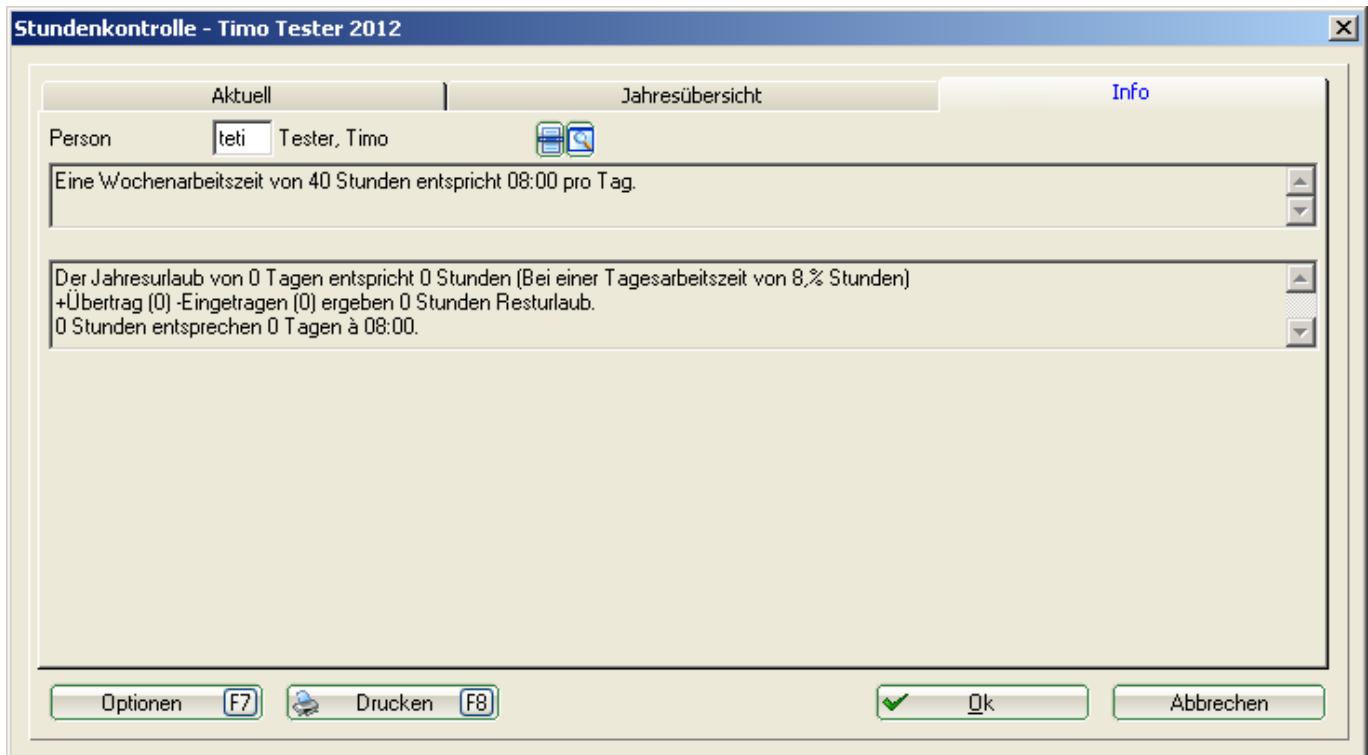 Stundenkontrolle - Timo Tester 2012
Aktuell Jahresübersicht Info
Person teti Tester, Timo
Eine Wochenarbeitszeit von 40 Stunden entspricht 08:00 pro Tag.
Der Jahresurlaub von 0 Tagen entspricht 0 Stunden (Bei einer Tagesarbeitszeit von 8,% Stunden)
+Übertrag (0) -Eingetragen (0) ergeben 0 Stunden Resturlaub.
0 Stunden entsprechen 0 Tagen à 08:00.
Optionen F7 Drucken F8 Ok Abbrechen